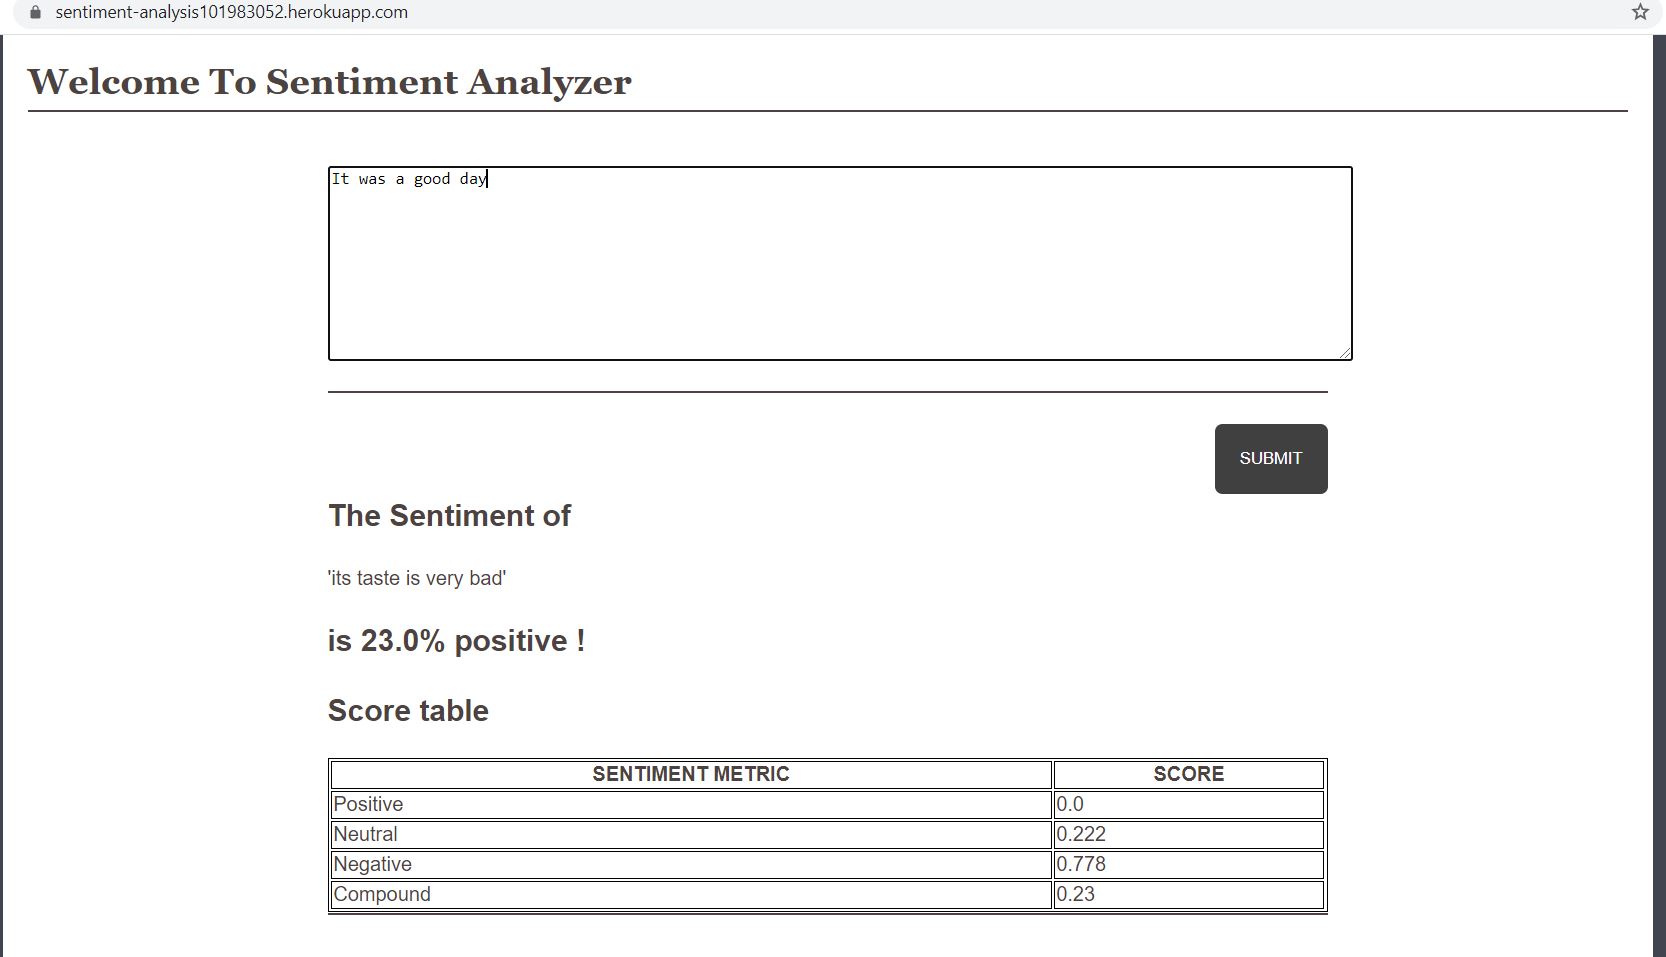 sentiment-analysis101983052.herokuapp.com
Welcome To Sentiment Analyzer
It was a good day
SUBMIT
The Sentiment of
'its taste is very bad'
is 23.0% positive !
Score table
SENTIMENT METRIC SCORE
Positive 0.0
Neutral 0.222
Negative 0.778
Compound 0.23